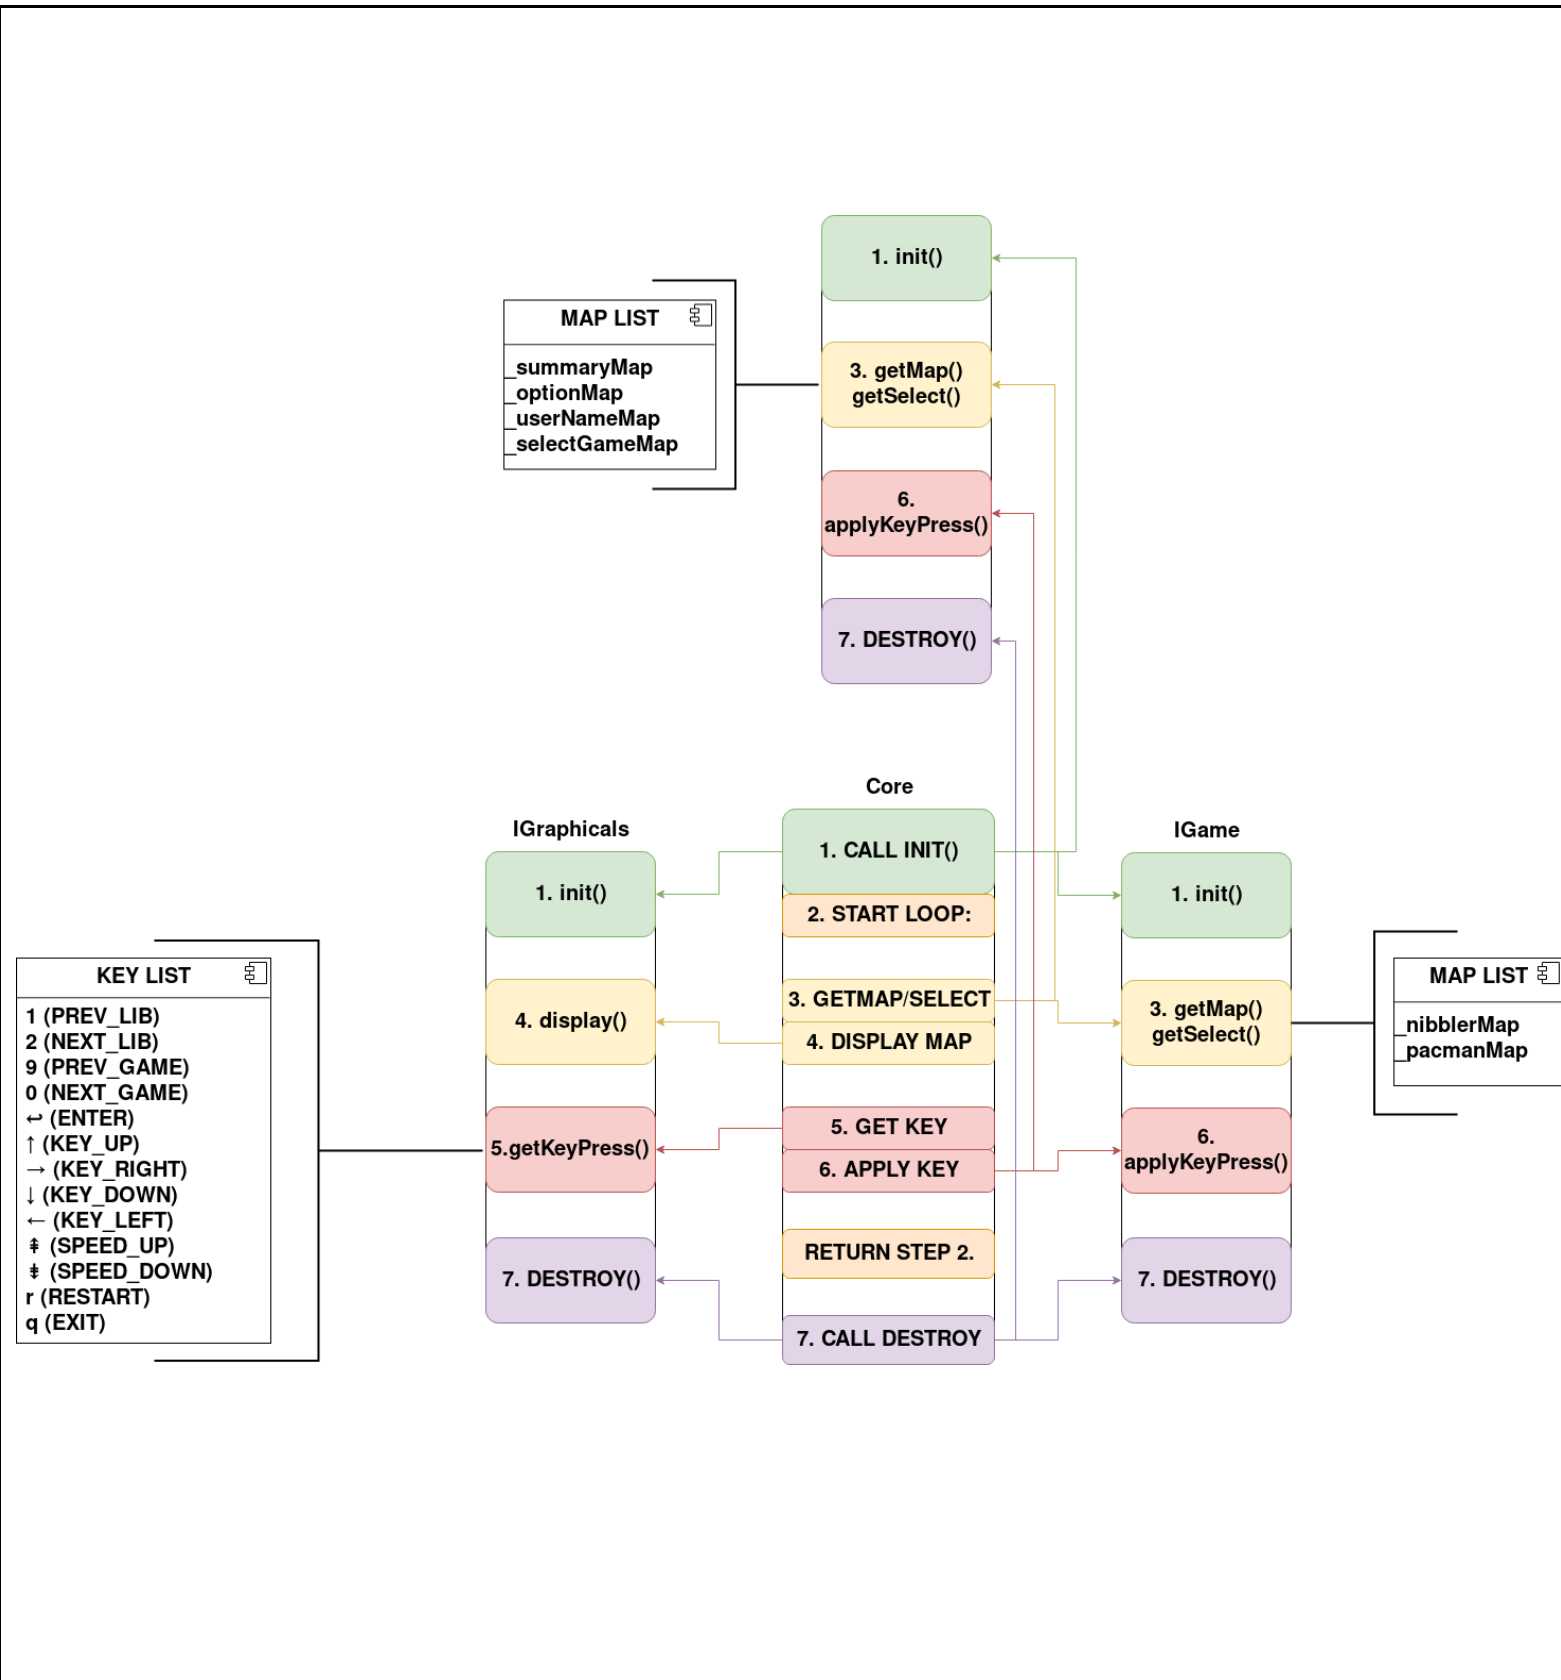 1. init()
MAP LIST
_summaryMap
_optionMap
_userNameMap
_selectGameMap
3. getMap()
getSelect()
6.
applyKeyPress()
7. DESTROY()
Core
IGraphicals
IGame
1. CALL INIT()
1. init()
1. init()
2. START LOOP:
KEY LIST
1 (PREV_LIB)
2 (NEXT_LIB)
9 (PREV_GAME)
0 (NEXT_GAME)
↩ (ENTER)
↑ (KEY_UP)
→ (KEY_RIGHT)
↓ (KEY_DOWN)
← (KEY_LEFT)
⇞ (SPEED_UP)
⇟ (SPEED_DOWN)
r (RESTART)
q (EXIT)
4. display()
3. GETMAP/SELECT
4. DISPLAY MAP
3. getMap()
getSelect()
MAP LIST
_nibblerMap
_pacmanMap
5.getKeyPress()
5. GET KEY
6. APPLY KEY
6.
applyKeyPress()
RETURN STEP 2.
7. DESTROY()
7. CALL DESTROY
7. DESTROY()